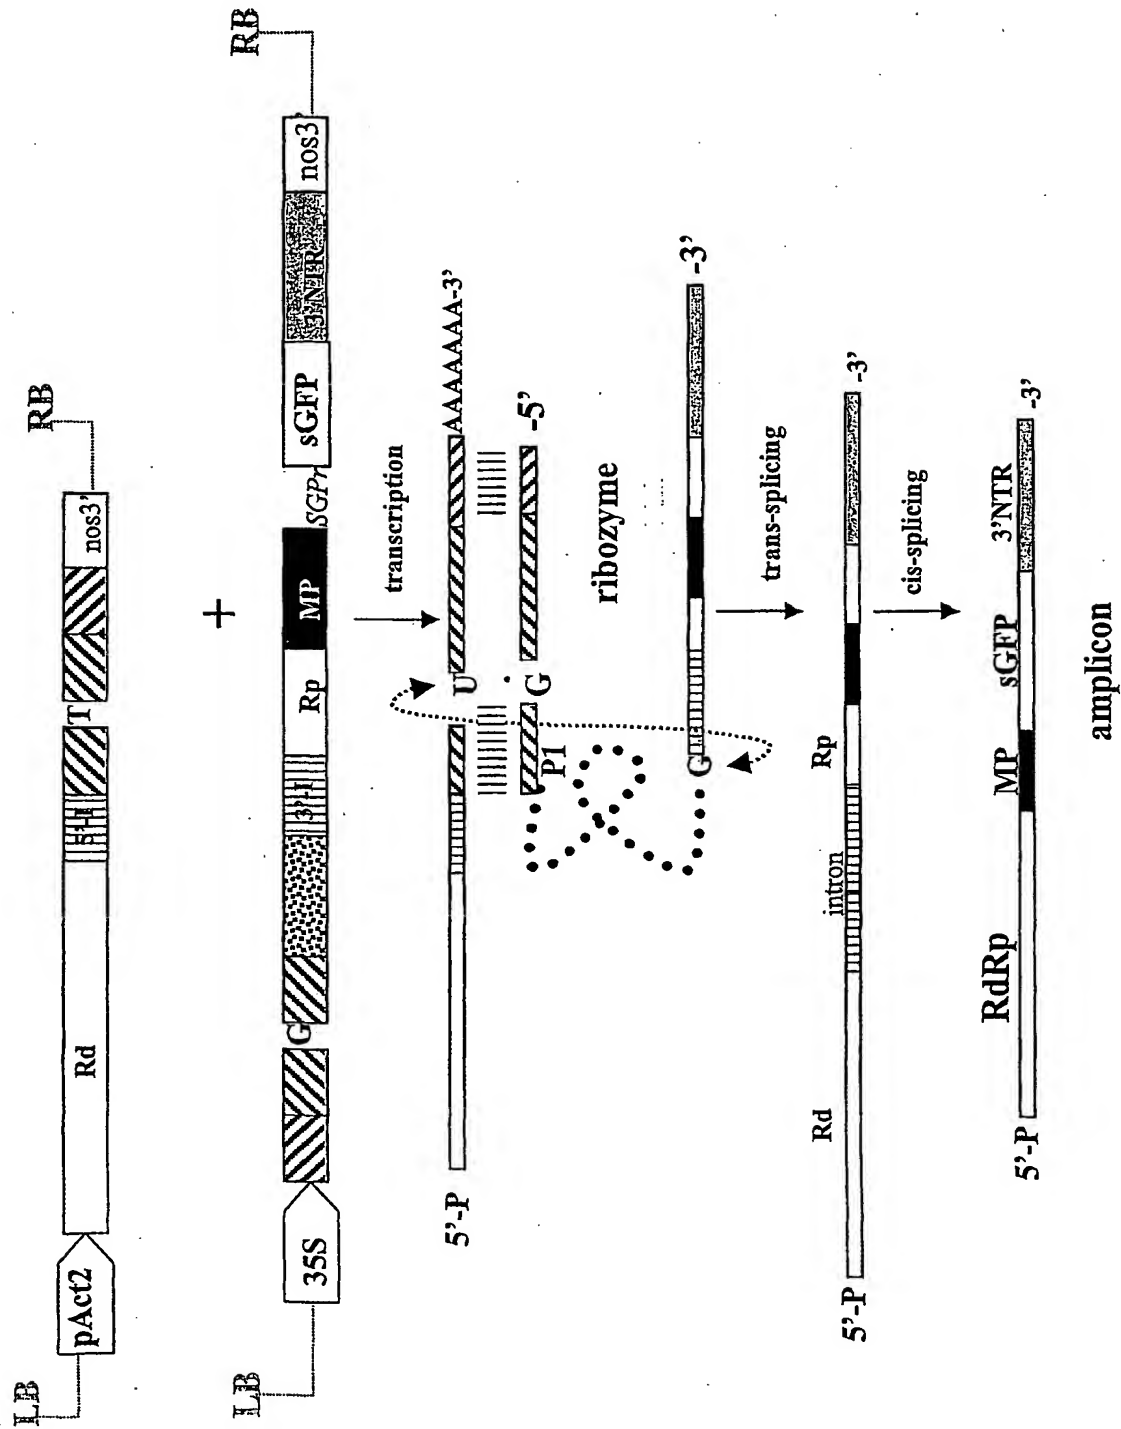 LB
pAct2
Rd
5'-I
T
nos3'
RB
+
LB
35S
G
3'-I
Rp
MP
SGPr
sGFP
3'NTR
nos3'
RB
transcription
5'-P
U
AAAAAAA-3'
P1
G
-5'
ribozyme
G
-3'
trans-splicing
Rd
intron
Rp
5'-P
-3'
cis-splicing
RdRp
MP
sGFP
3'NTR
5'-P
-3'
amplicon